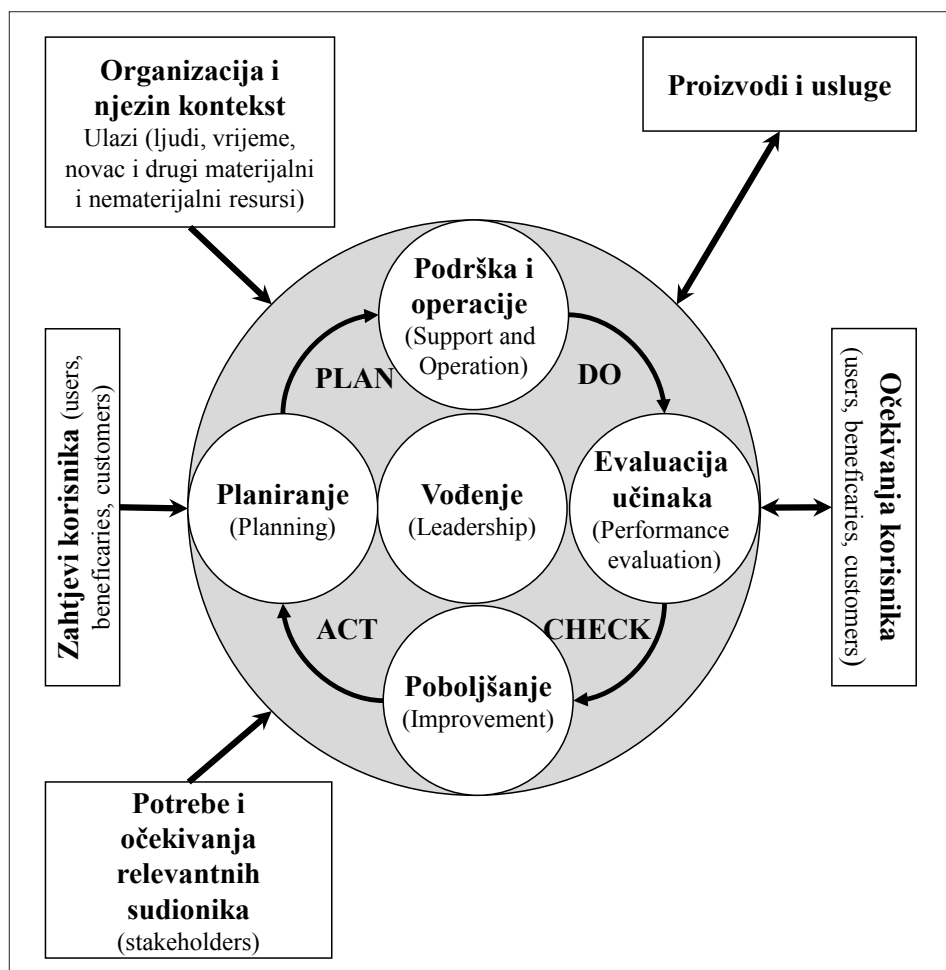 Organizacija i
njezin kontekst
Ulazi (ljudi, vrijeme,
novac i drugi materijalni
i nematerijalni resursi)
Proizvodi i usluge
Podrška i
operacije
(Support and
Operation)
PLAN
DO
Zahtjevi korisnika (users,
beneficaries, customers)
Planiranje
(Planning)
Vođenje
(Leadership)
Evaluacija
učinaka
(Performance
evaluation)
Očekivanja korisnika
(users, beneficaries, customers)
ACT
CHECK
Poboljšanje
(Improvement)
Potrebe i
očekivanja
relevantnih
sudionika
(stakeholders)